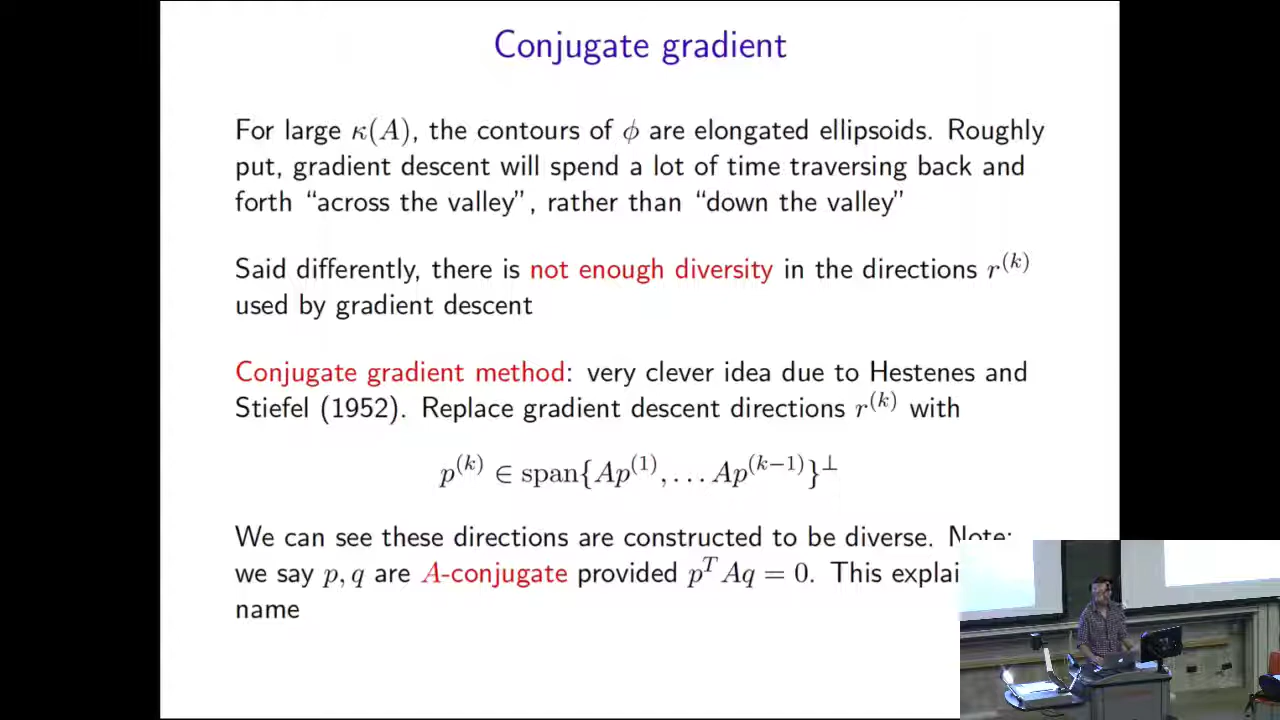 Conjugate gradient
For large κ(A), the contours of φ are elongated ellipsoids. Roughly
put, gradient descent will spend a lot of time traversing back and
forth “across the valley”, rather than “down the valley”
Said differently, there is not enough diversity in the directions r^(k)
used by gradient descent
Conjugate gradient method: very clever idea due to Hestenes and
Stiefel (1952). Replace gradient descent directions r^(k) with
p^(k) ∈ span{Ap^(1), . . . Ap^(k−1)}^⊥
We can see these directions are constructed to be diverse. Note:
we say p, q are A-conjugate provided p^T Aq = 0. This explai
name